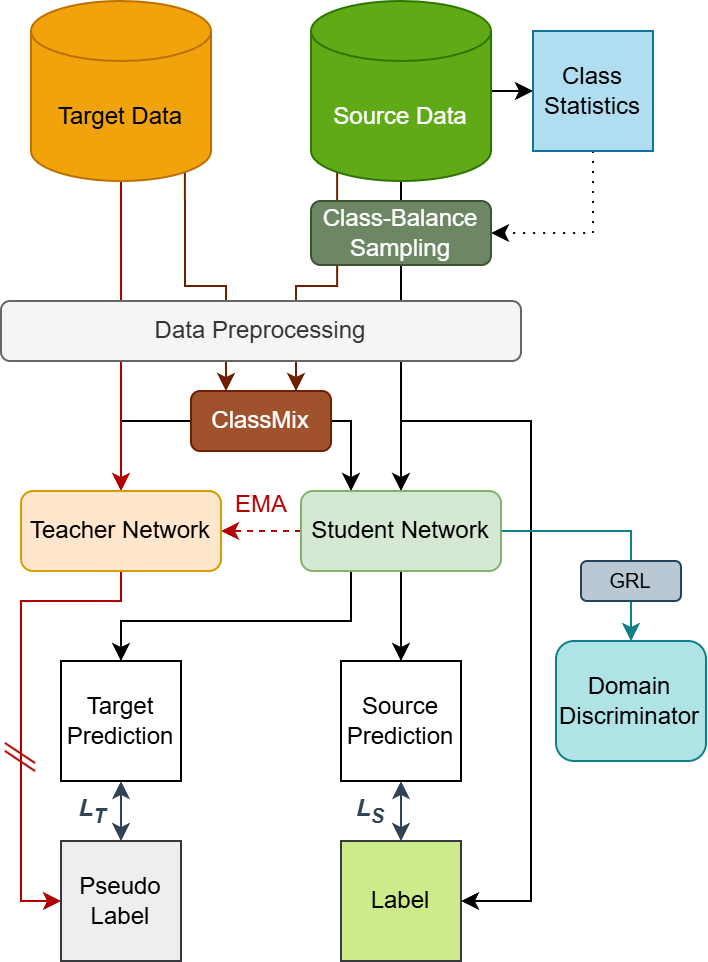 Target Data
Source Data
Class
Statistics
Class-Balance
Sampling
Data Preprocessing
ClassMix
EMA
Teacher Network
Student Network
GRL
Target
Prediction
Source
Prediction
Domain
Discriminator
L_T
L_S
Pseudo
Label
Label